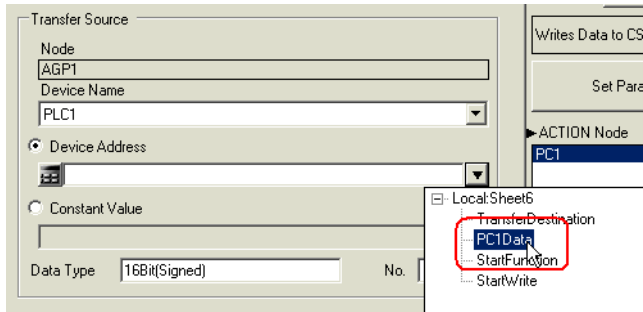 Transfer Source
Node
AGP1
Device Name
PLC1
Device Address
Constant Value
Data Type 16Bit(Signed) No.
Writes Data to CS
Set Para
ACTION Node
PC1
Local:Sheet6
TransferDestination
PC1Data
StartFunction
StartWrite